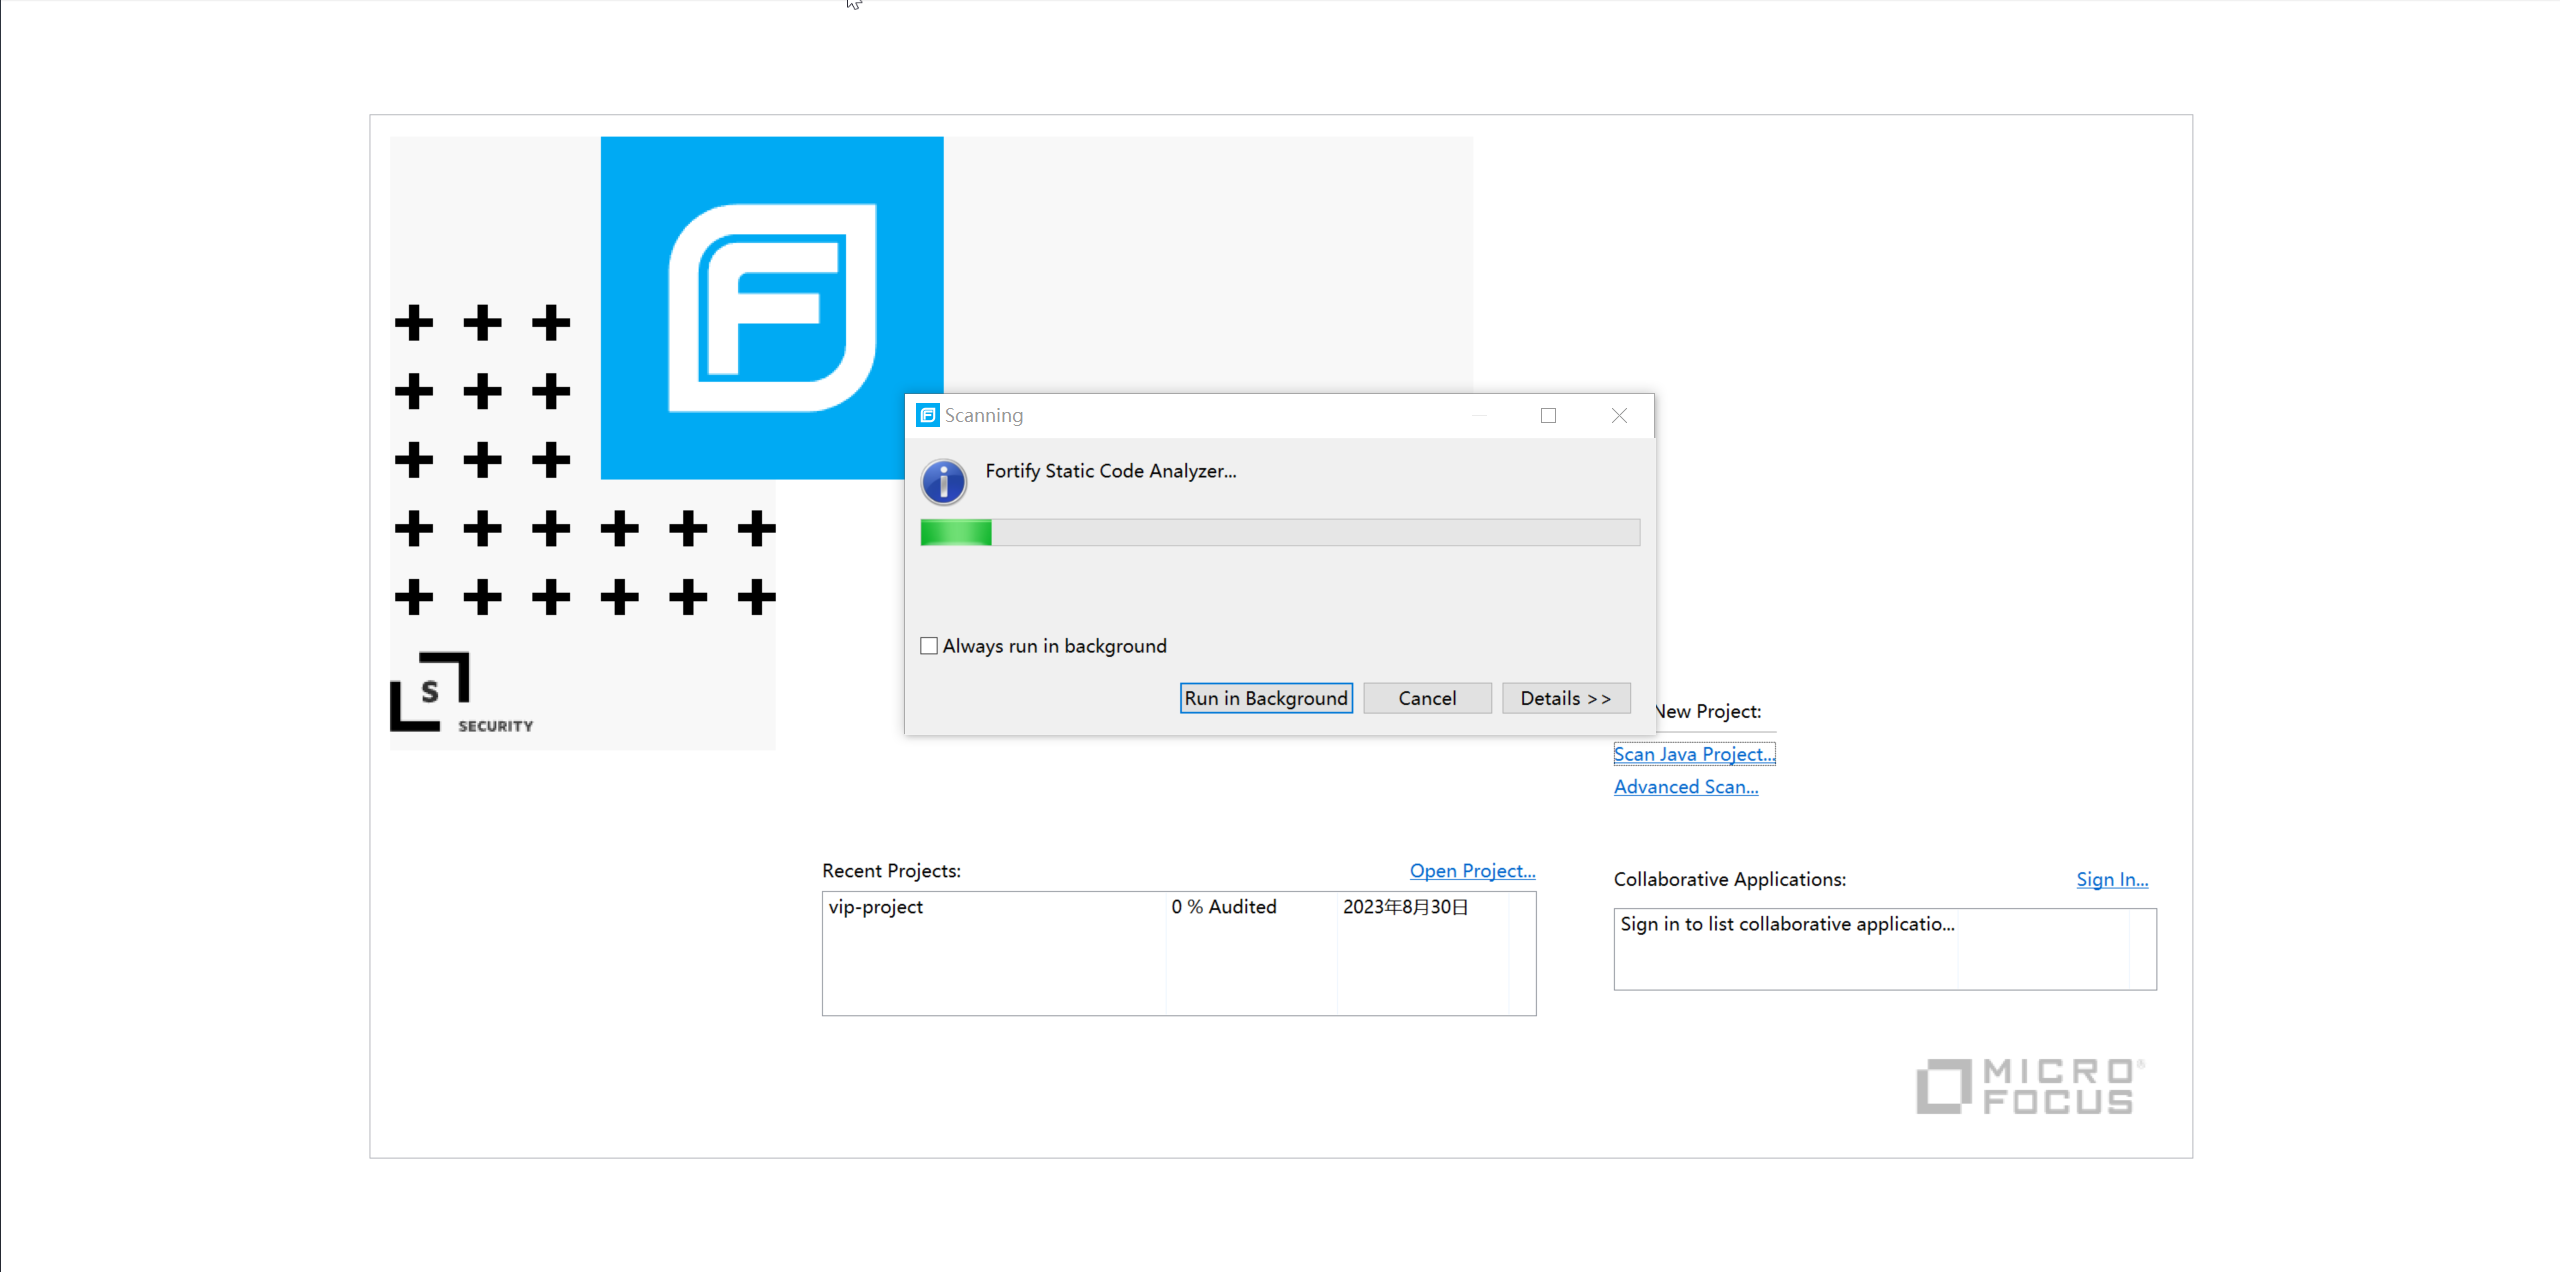 F
S
SECURITY
Scanning
Fortify Static Code Analyzer...
Always run in background
Run in Background
Cancel
Details >>
New Project:
Scan Java Project...
Advanced Scan...
Recent Projects:
Open Project...
vip-project
0 % Audited
2023年8月30日
Collaborative Applications:
Sign In...
Sign in to list collaborative applicatio...
MICRO®
FOCUS